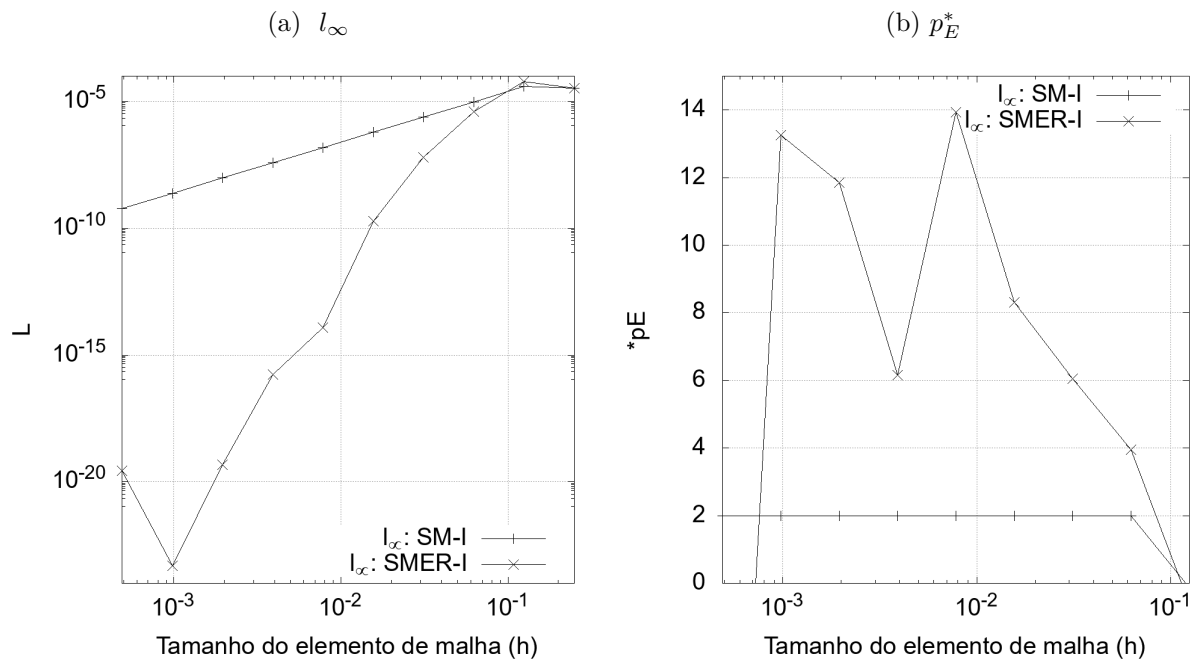 (a) l∞
(b) p*E
L
10-5
10-10
10-15
10-20
l∞: SM-I
l∞: SMER-I
10-3
10-2
10-1
Tamanho do elemento de malha (h)
*pE
14
12
10
8
6
4
2
0
l∞: SM-I
l∞: SMER-I
10-3
10-2
10-1
Tamanho do elemento de malha (h)